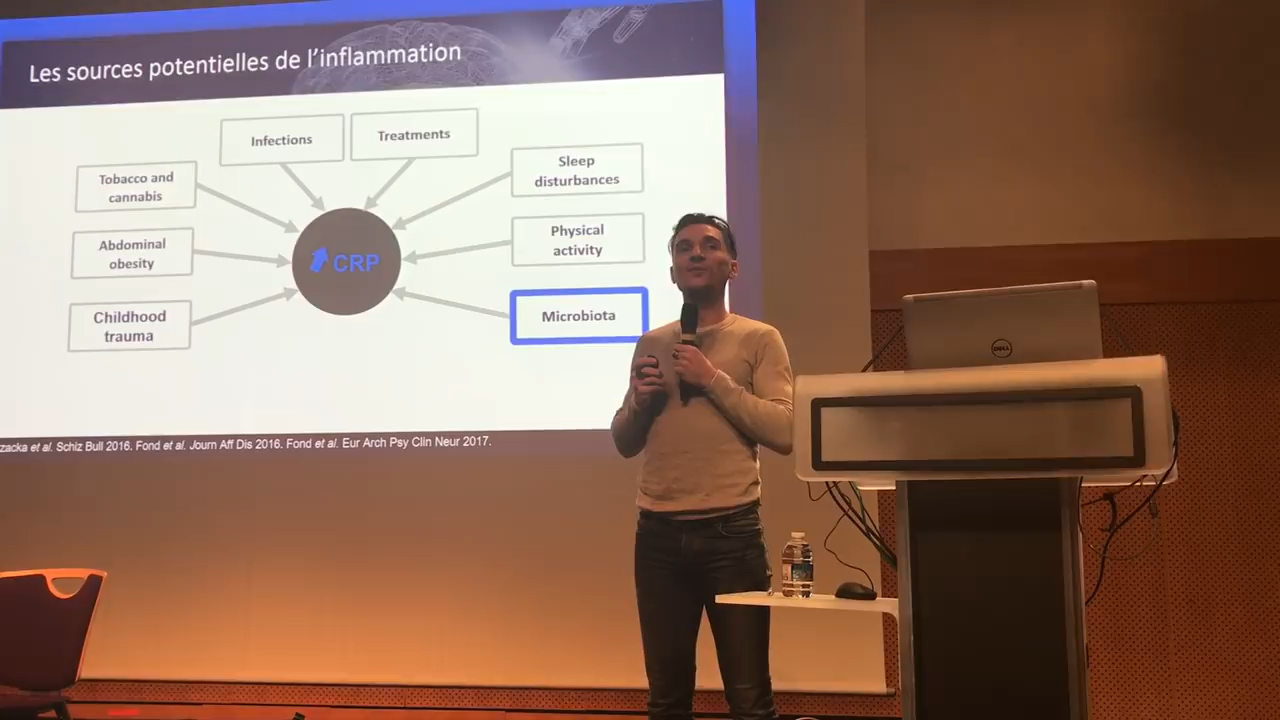 Les sources potentielles de l'inflammation
Infections
Treatments
Tobacco and
cannabis
Sleep
disturbances
Abdominal
obesity
Physical
activity
CRP
Childhood
trauma
Microbiota
zacka et al. Schiz Bull 2016. Fond et al. Journ Aff Dis 2016. Fond et al. Eur Arch Psy Clin Neur 2017.
DELL